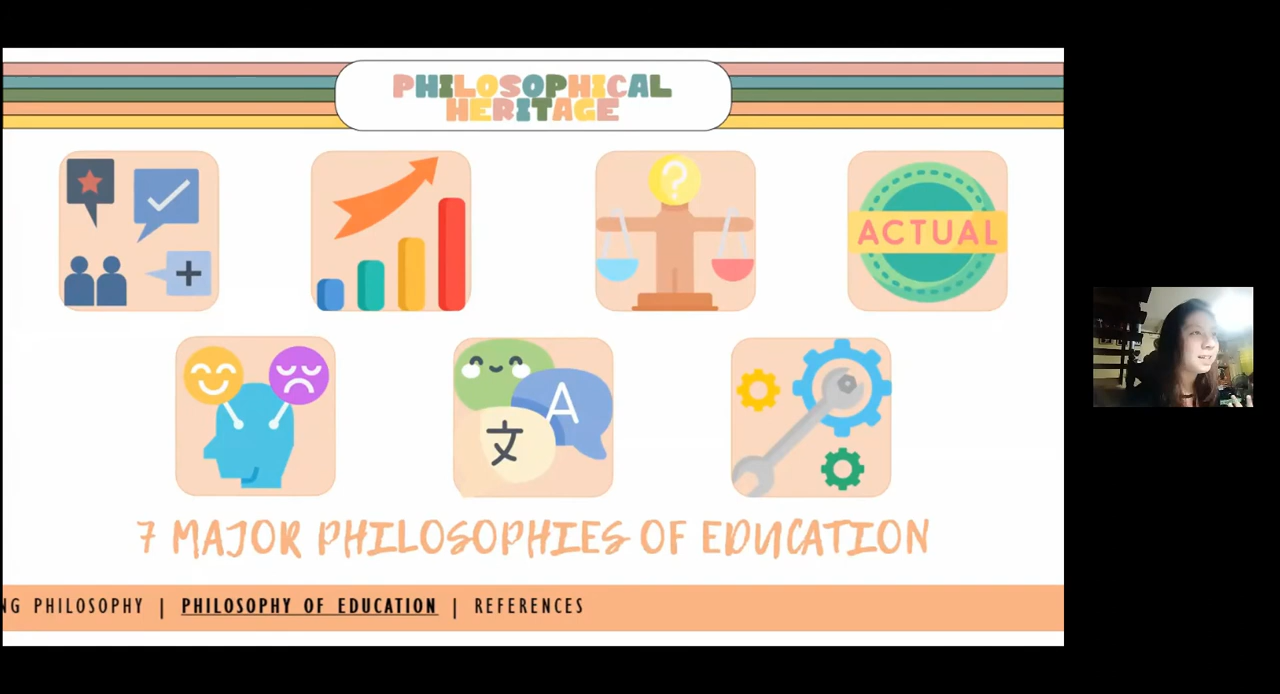 PHILOSOPHICAL
HERITAGE
?
ACTUAL
A
文
7 MAJOR PHILOSOPHIES OF EDUCATION
NG PHILOSOPHY | PHILOSOPHY OF EDUCATION | REFERENCES